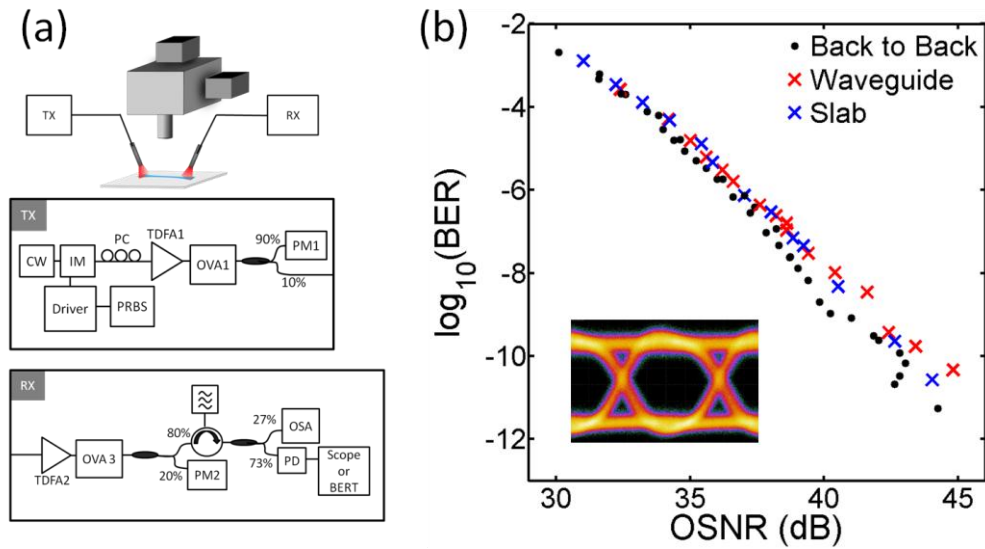 (a)
TX
RX
TX
CW
IM
PC
TDFA1
OVA1
90%
PM1
10%
Driver
PRBS
RX
TDFA2
OVA 3
80%
20%
PM2
27%
OSA
73%
PD
Scope
or
BERT
(b)
-2
-4
-6
-8
-10
-12
log10(BER)
Back to Back
Waveguide
Slab
30
35
40
45
OSNR (dB)